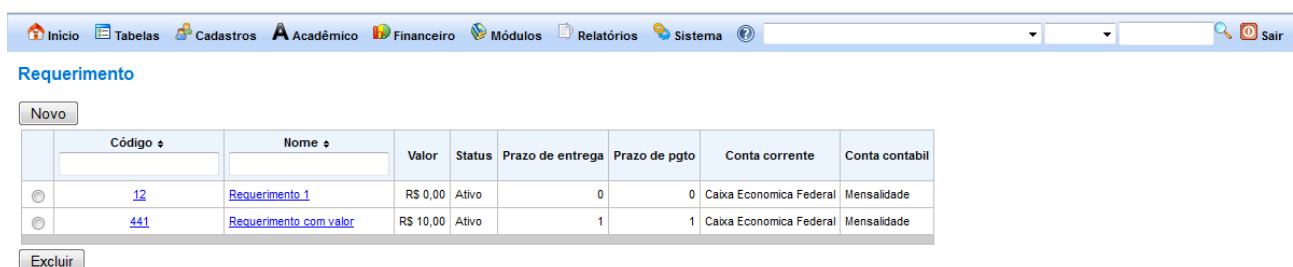 Inicio Tabelas Cadastros Acadêmico Financeiro Módulos Relatórios Sistema Sair
Requerimento
Novo
Código Nome Valor Status Prazo de entrega Prazo de pgto Conta corrente Conta contabil
12 Requerimento 1 R$ 0,00 Ativo 0 0 Caixa Economica Federal Mensalidade
441 Requerimento com valor R$ 10,00 Ativo 1 1 Caixa Economica Federal Mensalidade
Excluir